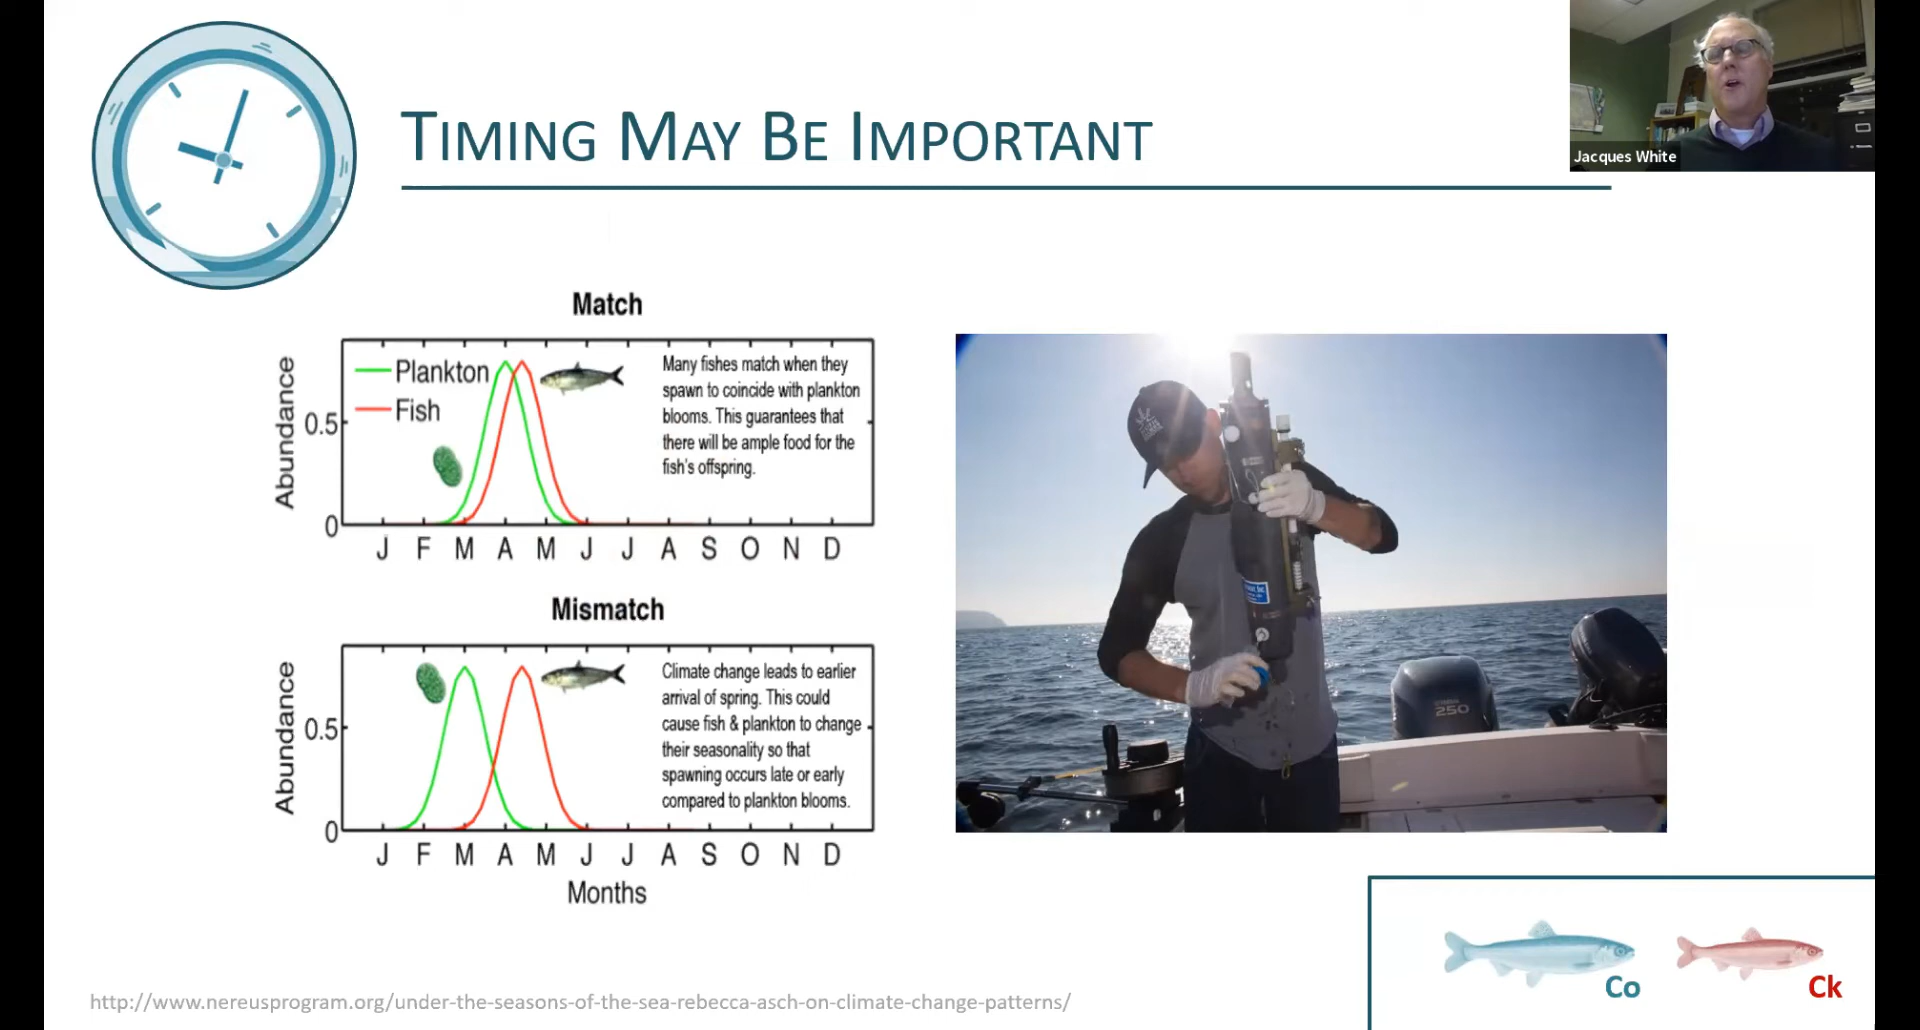 TIMING MAY BE IMPORTANT
Jacques White
Match
Abundance
0.5
0
Plankton
Fish
Many fishes match when they
spawn to coincide with plankton
blooms. This guarantees that
there will be ample food for the
fish's offspring.
J F M A M J J A S O N D
Mismatch
Abundance
0.5
0
Climate change leads to earlier
arrival of spring. This could
cause fish & plankton to change
their seasonality so that
spawning occurs late or early
compared to plankton blooms.
J F M A M J J A S O N D
Months
250
Co
Ck
http://www.nereusprogram.org/under-the-seasons-of-the-sea-rebecca-asch-on-climate-change-patterns/